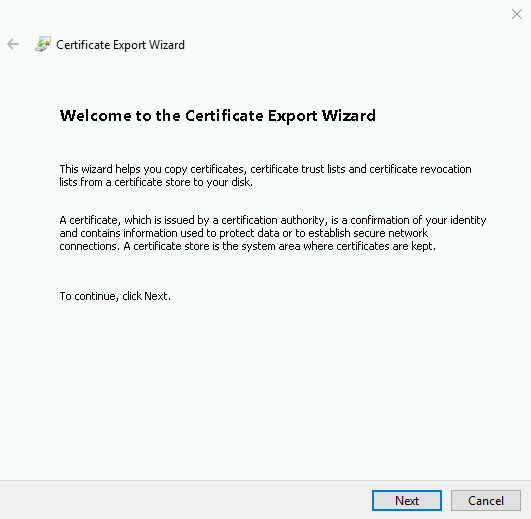 Certificate Export Wizard
Welcome to the Certificate Export Wizard
This wizard helps you copy certificates, certificate trust lists and certificate revocation
lists from a certificate store to your disk.
A certificate, which is issued by a certification authority, is a confirmation of your identity
and contains information used to protect data or to establish secure network
connections. A certificate store is the system area where certificates are kept.
To continue, click Next.
Next
Cancel